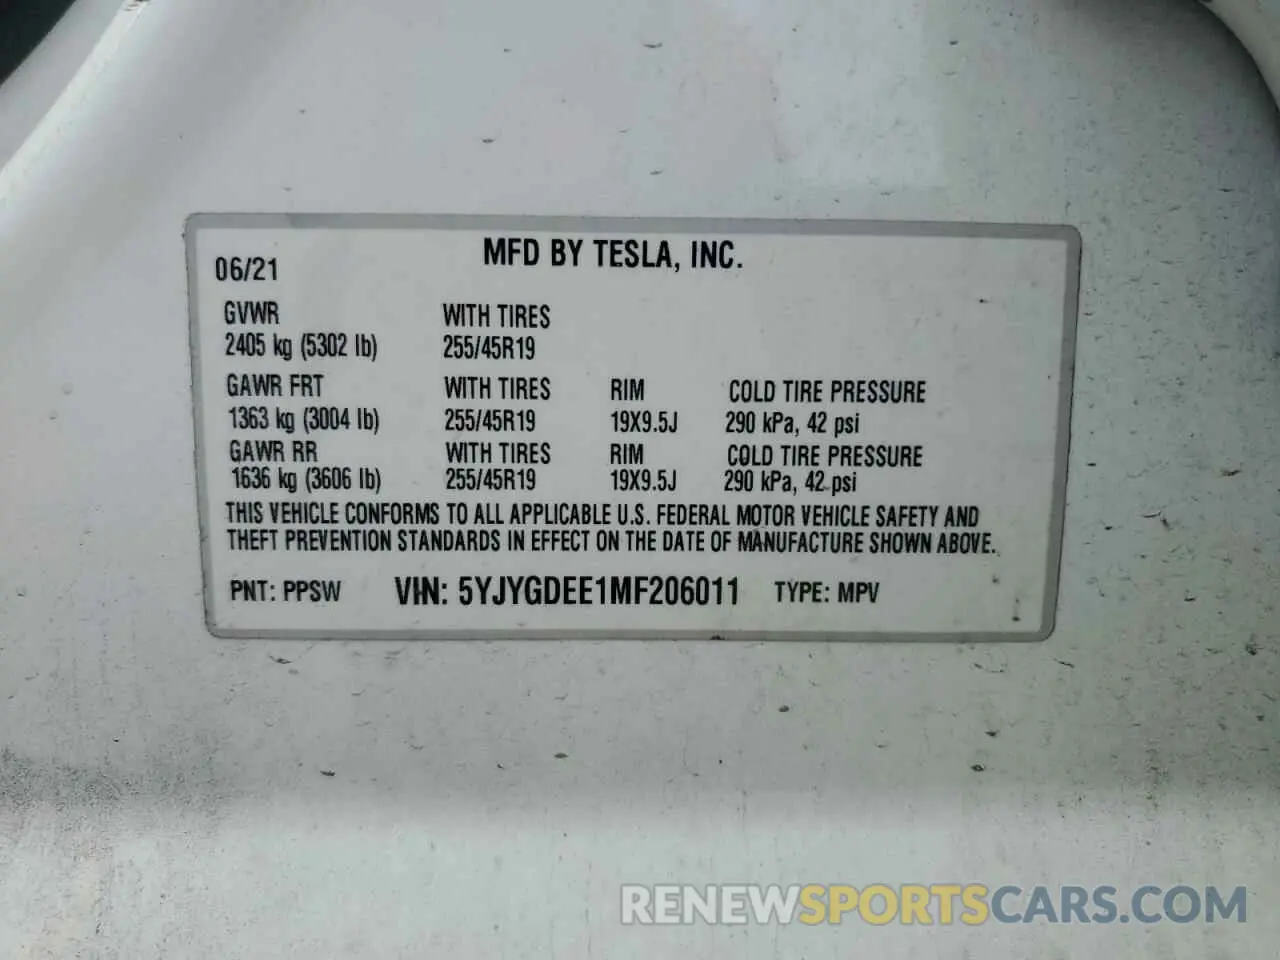 MFD BY TESLA, INC.
06/21
GVWR WITH TIRES
2405 kg (5302 lb) 255/45R19
GAWR FRT WITH TIRES RIM COLD TIRE PRESSURE
1363 kg (3004 lb) 255/45R19 19X9.5J 290 kPa, 42 psi
GAWR RR WITH TIRES RIM COLD TIRE PRESSURE
1636 kg (3606 lb) 255/45R19 19X9.5J 290 kPa, 42 psi
THIS VEHICLE CONFORMS TO ALL APPLICABLE U.S. FEDERAL MOTOR VEHICLE SAFETY AND
THEFT PREVENTION STANDARDS IN EFFECT ON THE DATE OF MANUFACTURE SHOWN ABOVE.
PNT: PPSW VIN: 5YJYGDEE1MF206011 TYPE: MPV
RENEWSPORTSCARS.COM